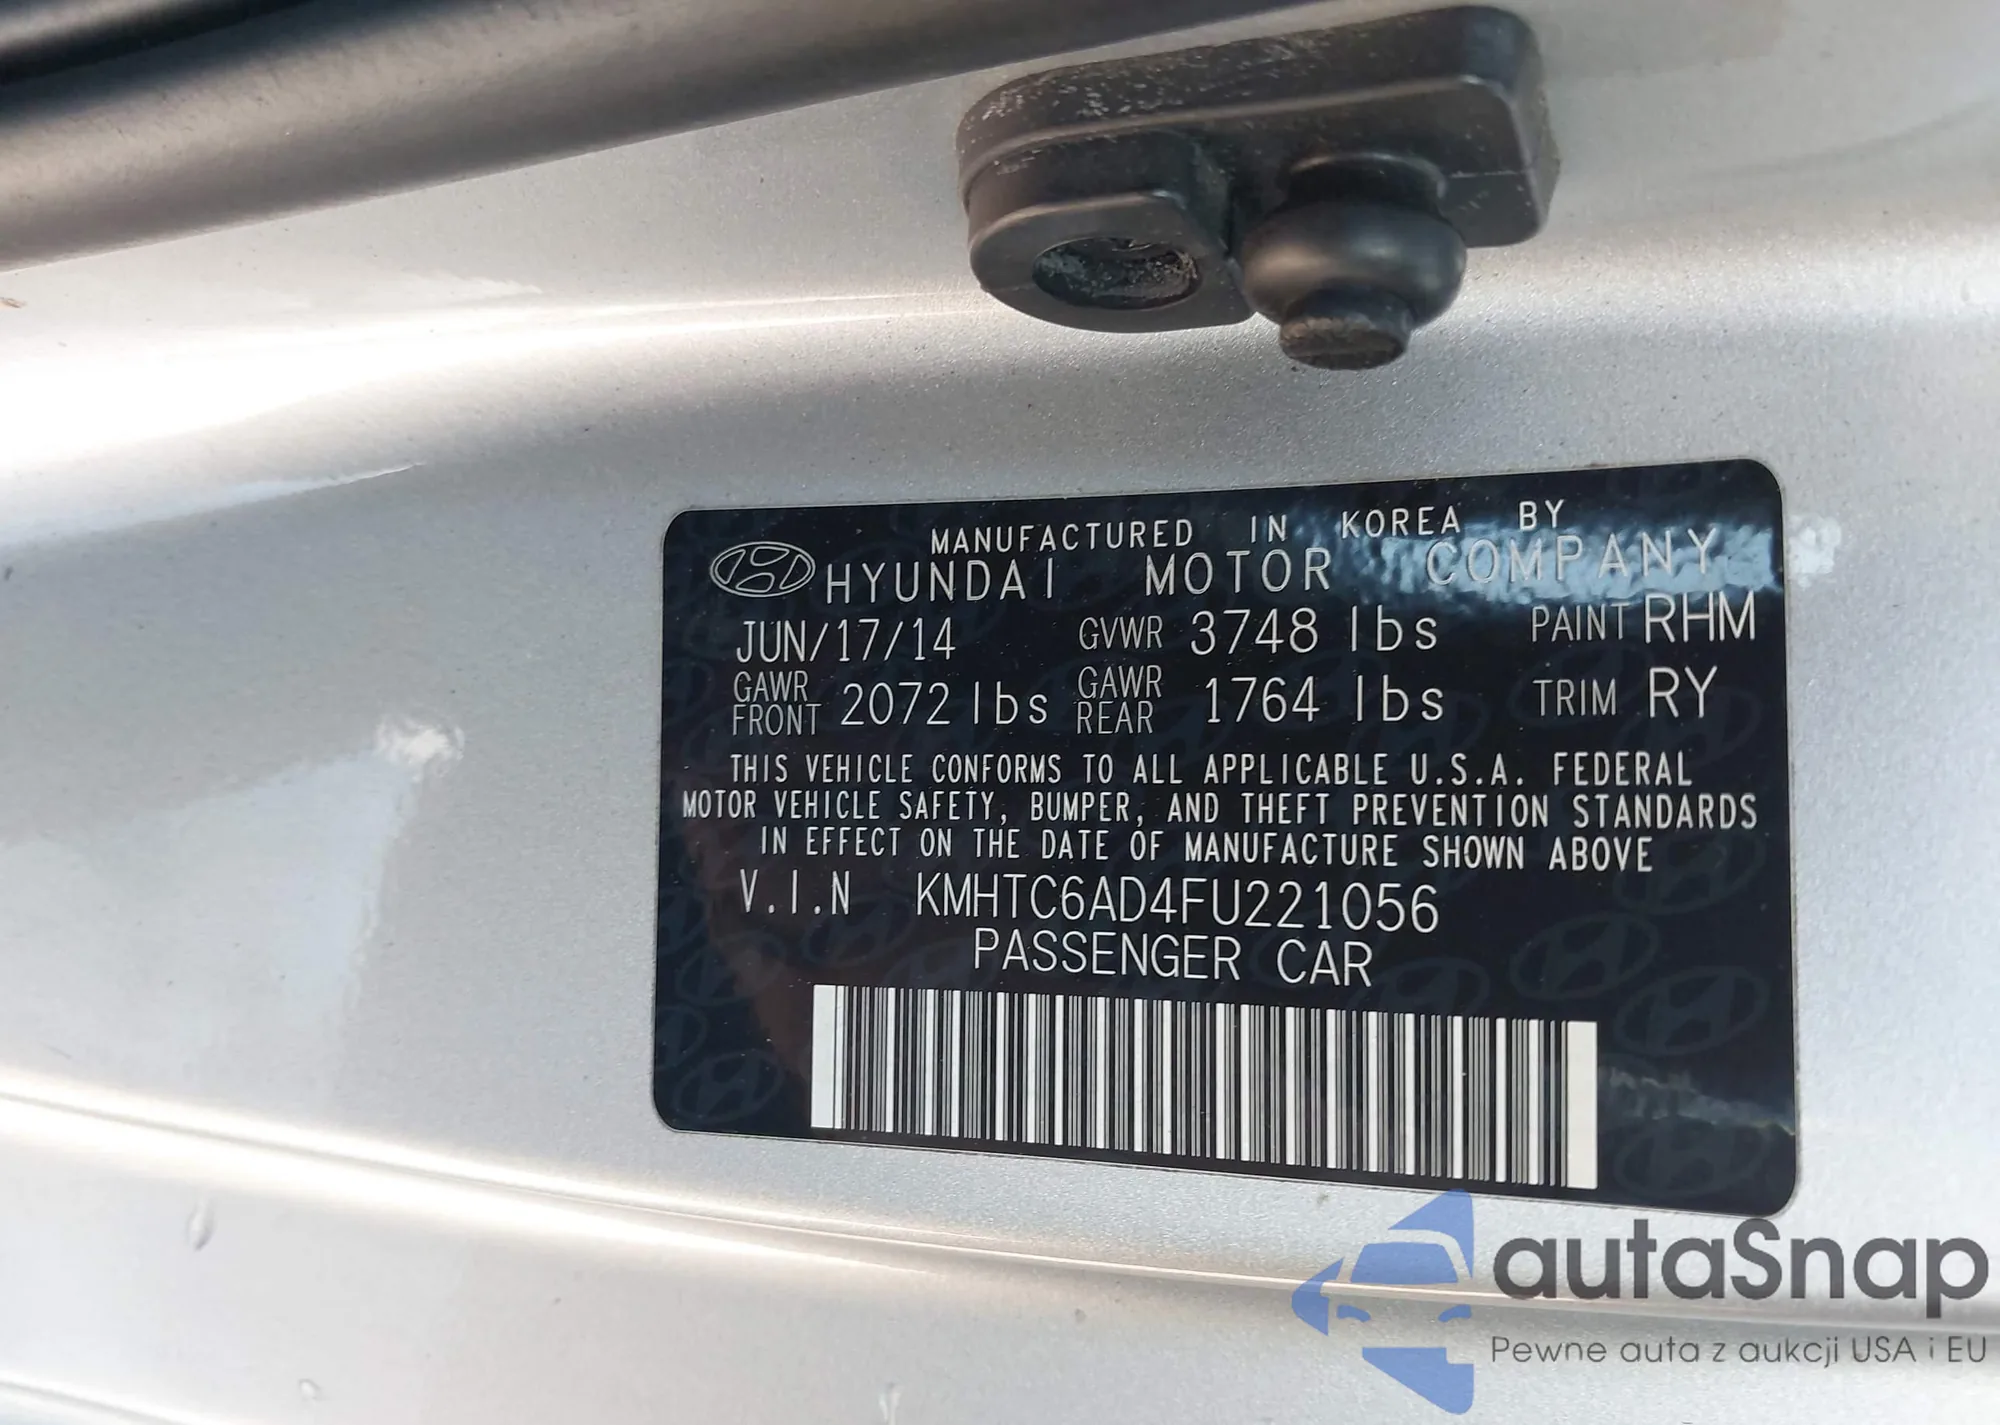 MANUFACTURED IN KOREA BY
HYUNDAI MOTOR COMPANY
JUN/17/14 GVWR 3748 lbs PAINT RHM
GAWR FRONT 2072 lbs GAWR REAR 1764 lbs TRIM RY
THIS VEHICLE CONFORMS TO ALL APPLICABLE U.S.A. FEDERAL
MOTOR VEHICLE SAFETY, BUMPER, AND THEFT PREVENTION STANDARDS
IN EFFECT ON THE DATE OF MANUFACTURE SHOWN ABOVE
V.I.N KMHTC6AD4FU221056
PASSENGER CAR
autaSnap
Pewne auta z aukcji USA i EU